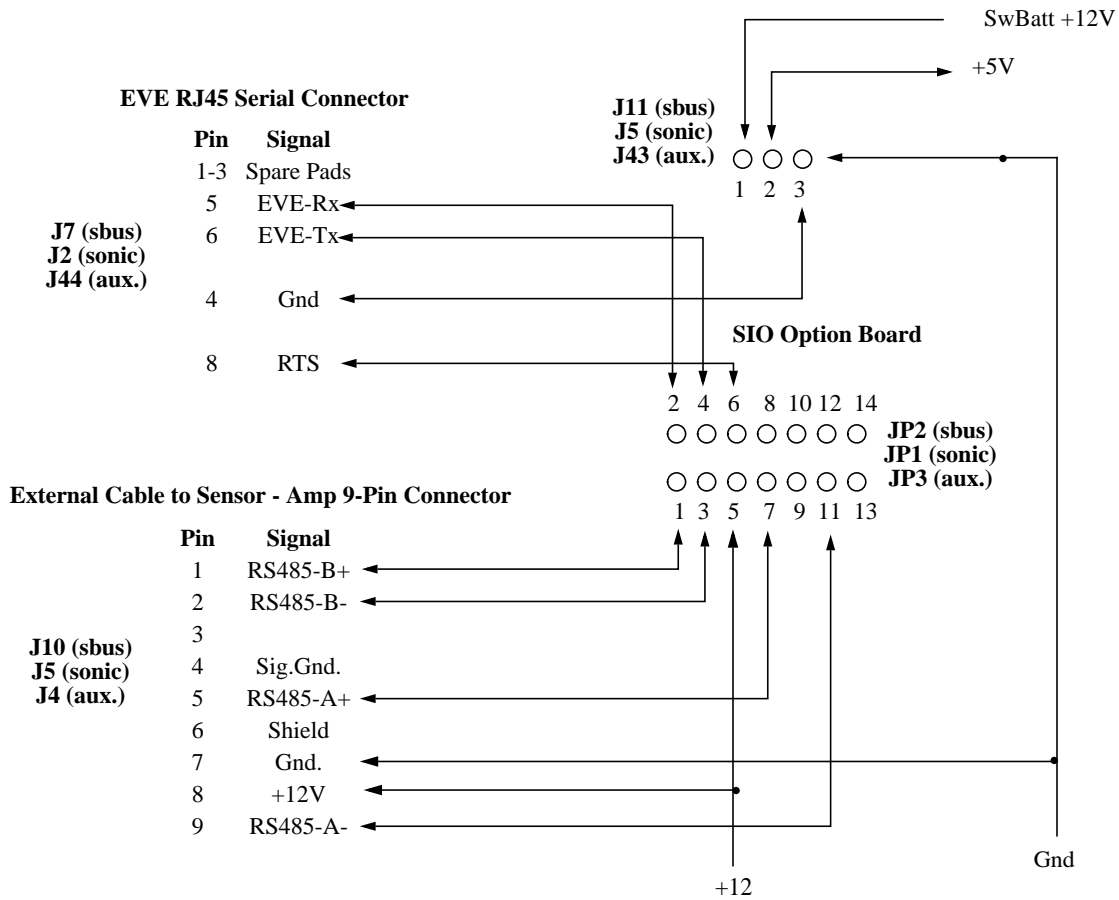 SwBatt +12V
+5V
EVE RJ45 Serial Connector
J11 (sbus)
J5 (sonic)
J43 (aux.)
1 2 3
Pin Signal
1-3 Spare Pads
5 EVE-Rx
6 EVE-Tx
4 Gnd
8 RTS
J7 (sbus)
J2 (sonic)
J44 (aux.)
SIO Option Board
2 4 6 8 10 12 14
JP2 (sbus)
JP1 (sonic)
JP3 (aux.)
1 3 5 7 9 11 13
External Cable to Sensor - Amp 9-Pin Connector
Pin Signal
1 RS485-B+
2 RS485-B-
3
4 Sig.Gnd.
5 RS485-A+
6 Shield
7 Gnd.
8 +12V
9 RS485-A-
J10 (sbus)
J5 (sonic)
J4 (aux.)
Gnd
+12